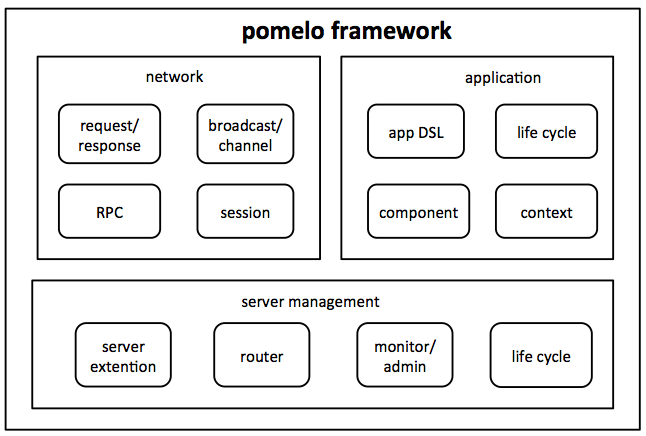 pomelo framework
network
request/
response
broadcast/
channel
RPC
session
application
app DSL
life cycle
component
context
server management
server
extention
router
monitor/
admin
life cycle